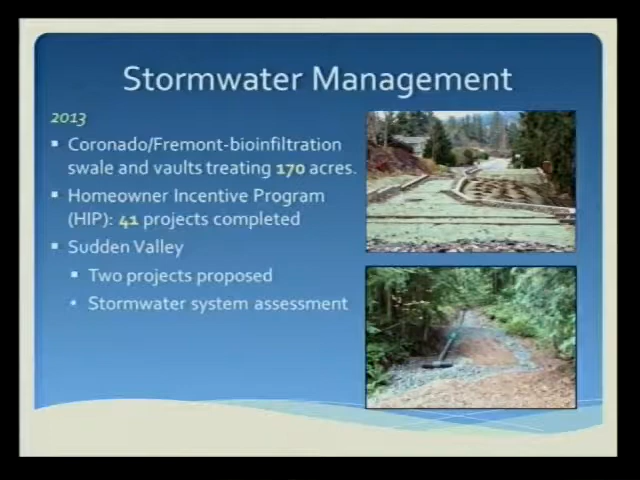 Stormwater Management
2013
▪ Coronado/Fremont-bioinfiltration
swale and vaults treating 170 acres.
▪ Homeowner Incentive Program
(HIP): 41 projects completed
▪ Sudden Valley
▪ Two projects proposed
▪ Stormwater system assessment